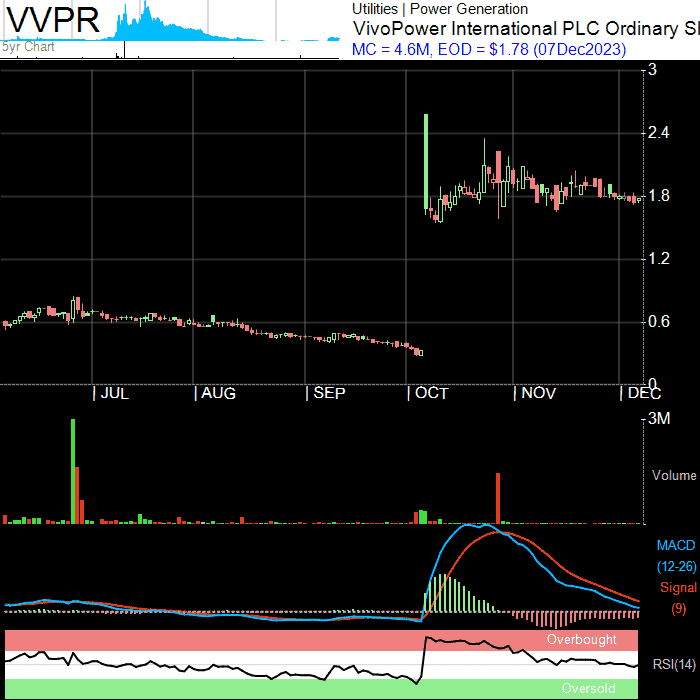 VVPR
5yr Chart
Utilities | Power Generation
VivoPower International PLC Ordinary S
MC = 4.6M, EOD = $1.78 (07Dec2023)
3
2.4
1.8
1.2
0.6
0
JUL AUG SEP OCT NOV DEC
3M
Volume
MACD
(12-26)
Signal
(9)
Overbought
RSI(14)
Oversold